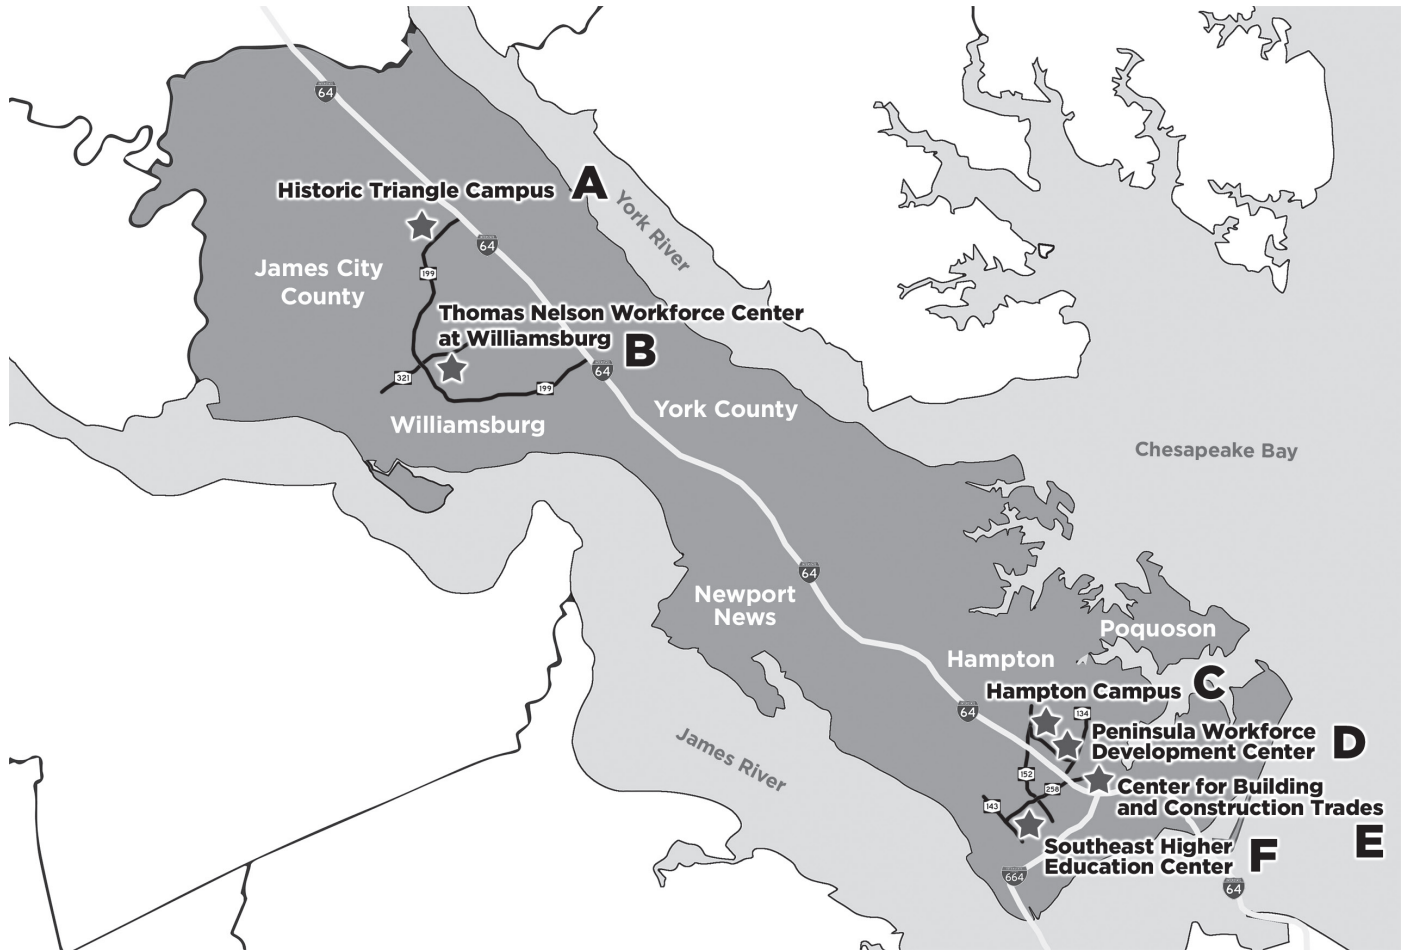 64
Historic Triangle Campus A
York River
64
James City
County
199
Thomas Nelson Workforce Center
at Williamsburg B
64
321
199
York County
Williamsburg
Chesapeake Bay
64
Newport
News
Poquoson
Hampton
Hampton Campus C
64
134
Peninsula Workforce
Development Center D
James River
152
258
Center for Building
and Construction Trades
E
143
Southeast Higher
Education Center F
664
64